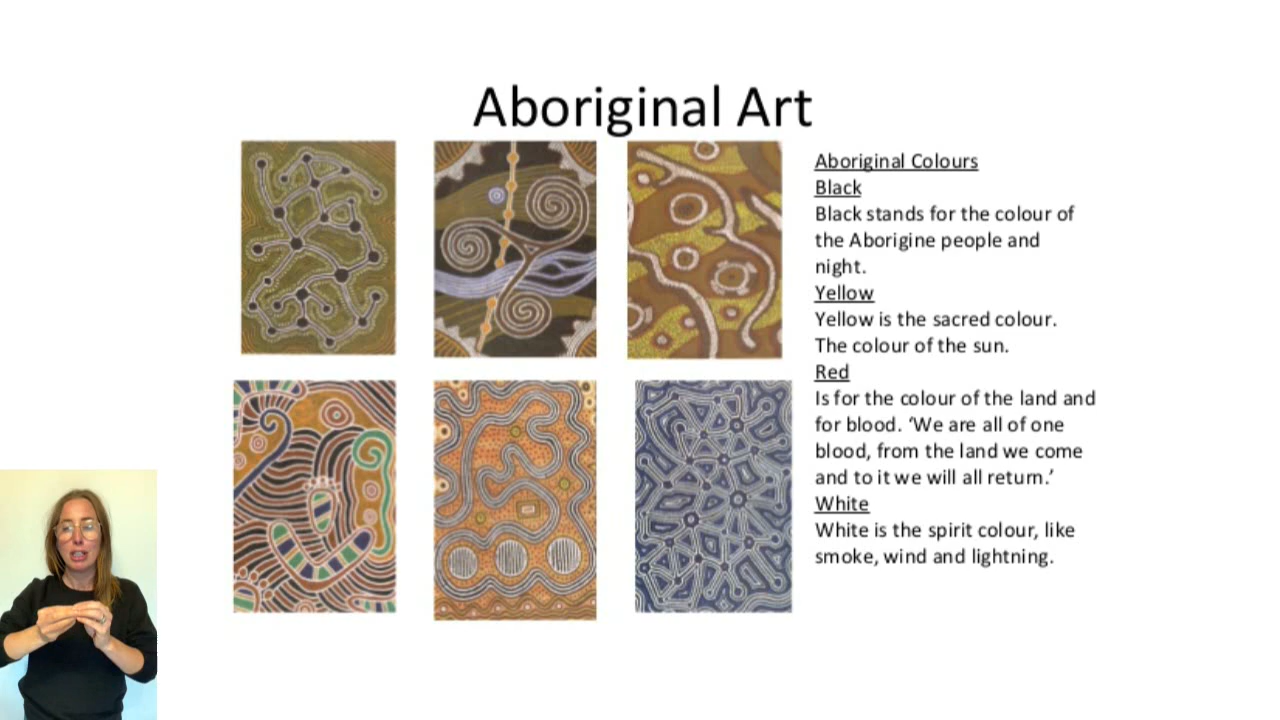 Aboriginal Art
Aboriginal Colours
Black
Black stands for the colour of
the Aborigine people and
night.
Yellow
Yellow is the sacred colour.
The colour of the sun.
Red
Is for the colour of the land and
for blood. ‘We are all of one
blood, from the land we come
and to it we will all return.’
White
White is the spirit colour, like
smoke, wind and lightning.